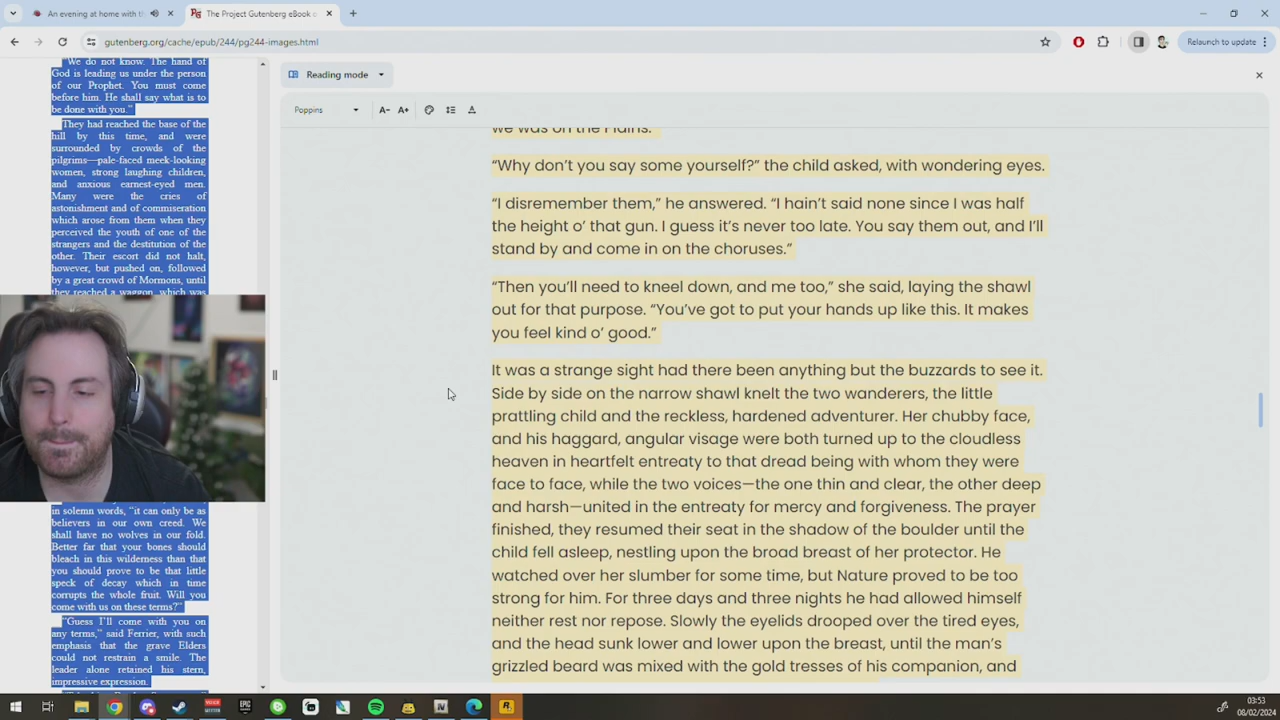 An evening at home with th
The Project Gutenberg eBook o
gutenberg.org/cache/epub/244/pg244-images.html
Relaunch to update
"We do not know. The hand of
God is leading us under the person
of our Prophet. You must come
before him. He shall say what is to
be done with you."
They had reached the base of the
hill by this time, and were
surrounded by crowds of the
pilgrims—pale-faced meek-looking
women, strong laughing children,
and anxious earnest-eyed men.
Many were the cries of
astonishment and of commiseration
which arose from them when they
perceived the youth of one of the
strangers and the destitution of the
other. Their escort did not halt,
however, but pushed on, followed
by a great crowd of Mormons, until
they reached a waggon, which was
in solemn words, "it can only be as
believers in our own creed. We
shall have no wolves in our fold.
Better far that your bones should
bleach in this wilderness than that
you should prove to be that little
speck of decay which in time
corrupts the whole fruit. Will you
come with us on these terms?"
"Guess I'll come with you on
any terms," said Ferrier, with such
emphasis that the grave Elders
could not restrain a smile. The
leader alone retained his stern,
impressive expression.
Reading mode
Poppins
A- A+
we was on the Plains."
“Why don’t you say some yourself?” the child asked, with wondering eyes.
“I disremember them,” he answered. “I hain’t said none since I was half
the height o’ that gun. I guess it’s never too late. You say them out, and I’ll
stand by and come in on the choruses.”
“Then you’ll need to kneel down, and me too,” she said, laying the shawl
out for that purpose. “You’ve got to put your hands up like this. It makes
you feel kind o’ good.”
It was a strange sight had there been anything but the buzzards to see it.
Side by side on the narrow shawl knelt the two wanderers, the little
prattling child and the reckless, hardened adventurer. Her chubby face,
and his haggard, angular visage were both turned up to the cloudless
heaven in heartfelt entreaty to that dread being with whom they were
face to face, while the two voices—the one thin and clear, the other deep
and harsh—united in the entreaty for mercy and forgiveness. The prayer
finished, they resumed their seat in the shadow of the boulder until the
child fell asleep, nestling upon the broad breast of her protector. He
watched over her slumber for some time, but Nature proved to be too
strong for him. For three days and three nights he had allowed himself
neither rest nor repose. Slowly the eyelids drooped over the tired eyes,
and the head sunk lower and lower upon the breast, until the man’s
grizzled beard was mixed with the gold tresses of his companion, and
03:53
08/02/2024